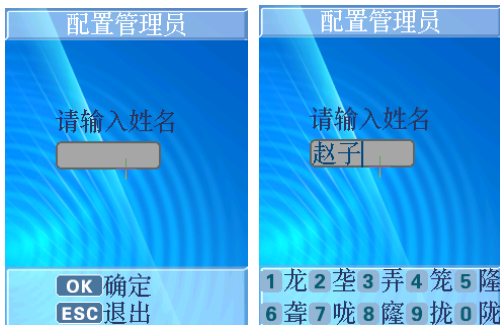 配置管理员
请输入姓名
OK 确定
ESC 退出
配置管理员
请输入姓名
赵子
1 龙 2 垄 3 弄 4 笼 5 隆
6 聋 7 咙 8 窿 9 拢 0 陇